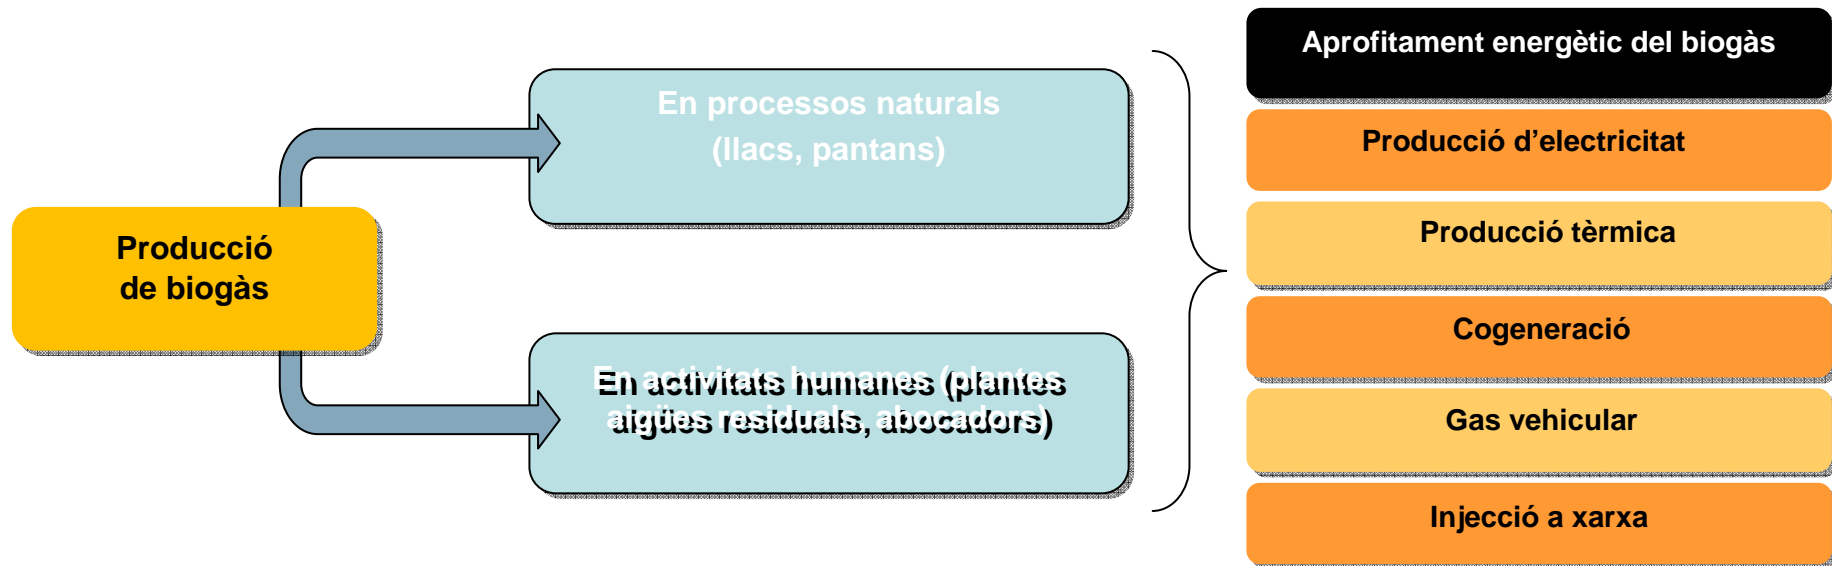 Producció
de biogàs
En processos naturals
(llacs, pantans)
En activitats humanes (plantes
aigües residuals, abocadors)
Aprofitament energètic del biogàs
Producció d’electricitat
Producció tèrmica
Cogeneració
Gas vehicular
Injecció a xarxa